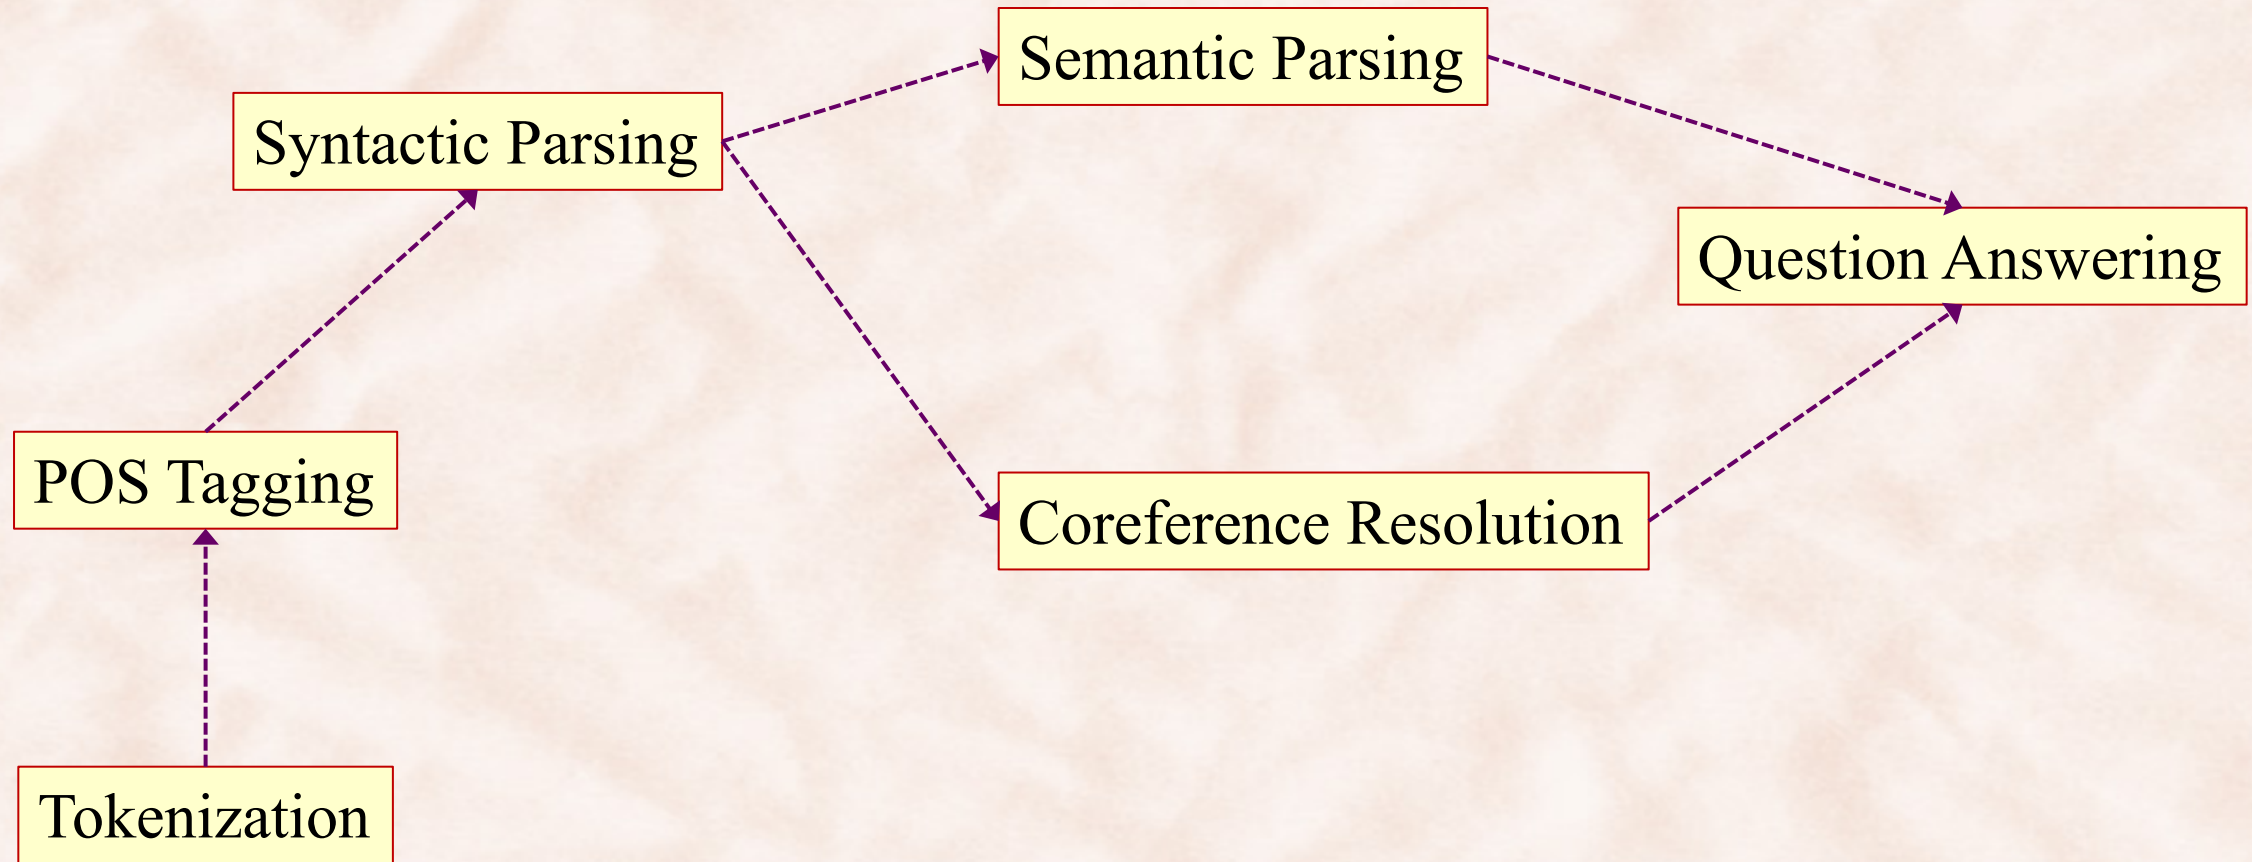 Semantic Parsing
Syntactic Parsing
Question Answering
POS Tagging
Coreference Resolution
Tokenization